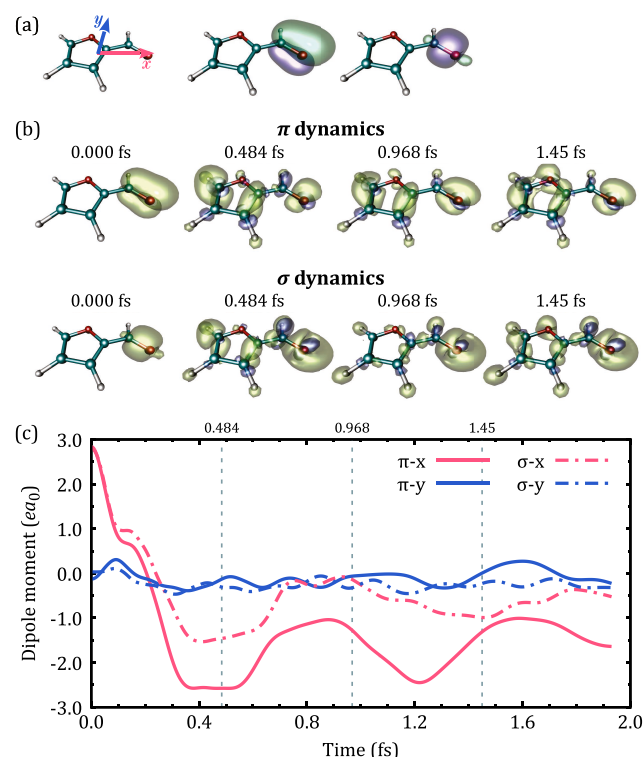 (a)
y
x
(b)
π dynamics
0.000 fs 0.484 fs 0.968 fs 1.45 fs
σ dynamics
0.000 fs 0.484 fs 0.968 fs 1.45 fs
(c)
0.484 0.968 1.45
3.0
2.0
1.0
0.0
-1.0
-2.0
-3.0
Dipole moment (ea0)
π-x σ-x
π-y σ-y
0.0 0.4 0.8 1.2 1.6 2.0
Time (fs)